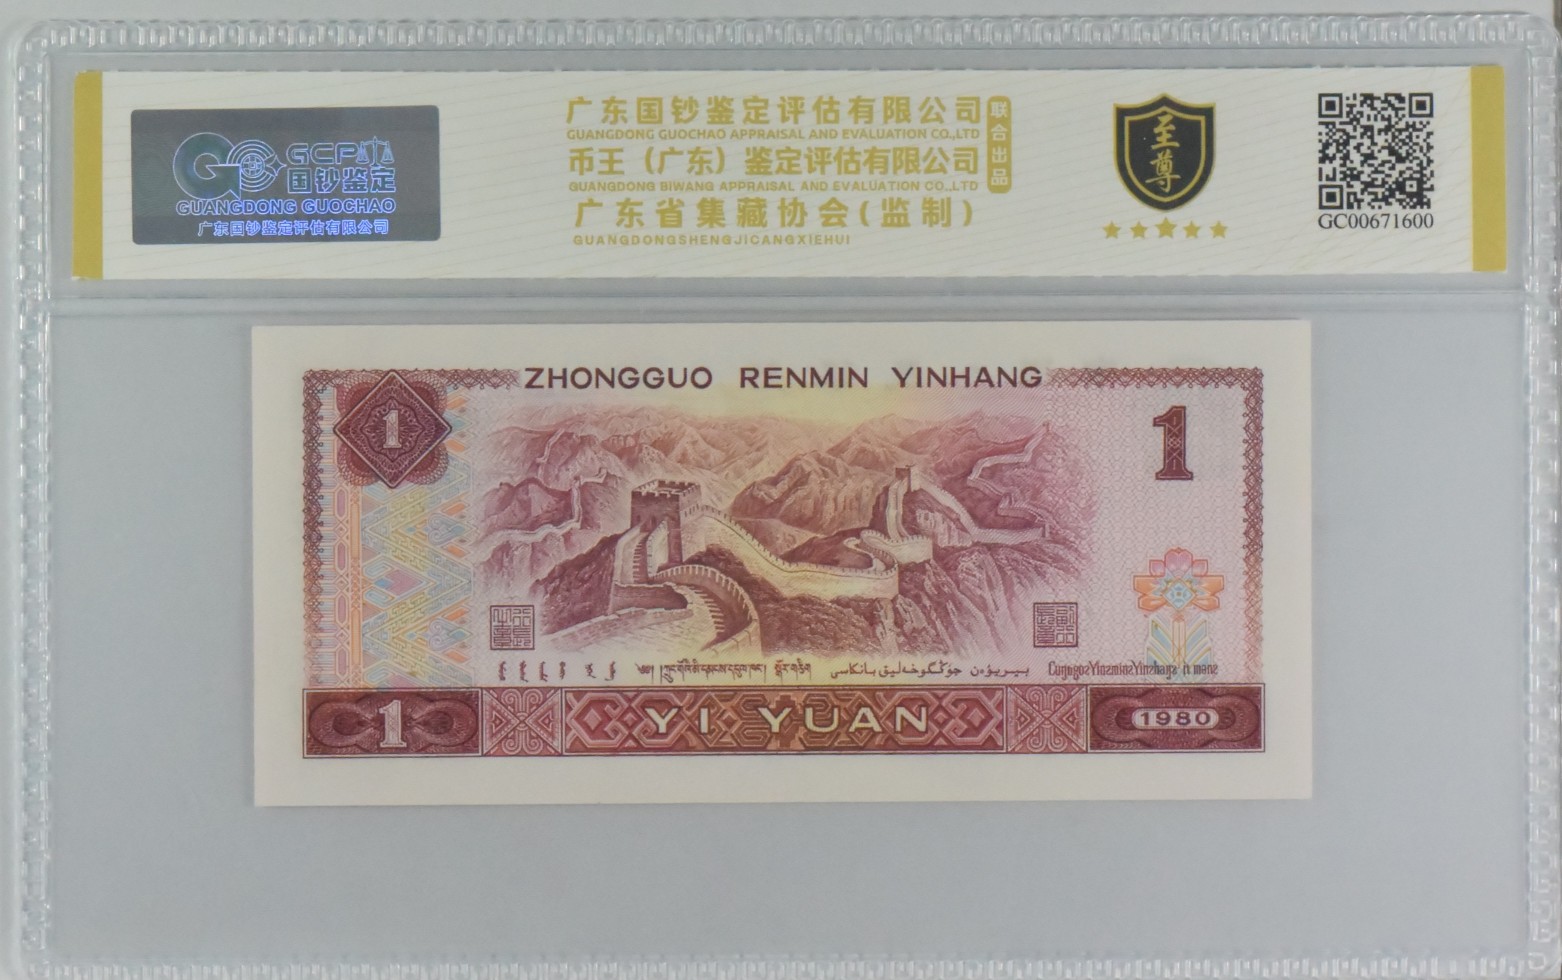 GCP
国钞鉴定
GUANGDONG GUOCHAO
广东国钞鉴定评估有限公司
广东国钞鉴定评估有限公司
GUANGDONG GUOCHAO APPRAISAL AND EVALUATION CO.,LTD
币王（广东）鉴定评估有限公司
GUANGDONG BIWANG APPRAISAL AND EVALUATION CO.,LTD
广东省集藏协会(监制)
GUANGDONGSHENGJICANGXIEHUI
联合出品
至尊
GC00671600
ZHONGGUO RENMIN YINHANG
1
1
1
YI YUAN
1980